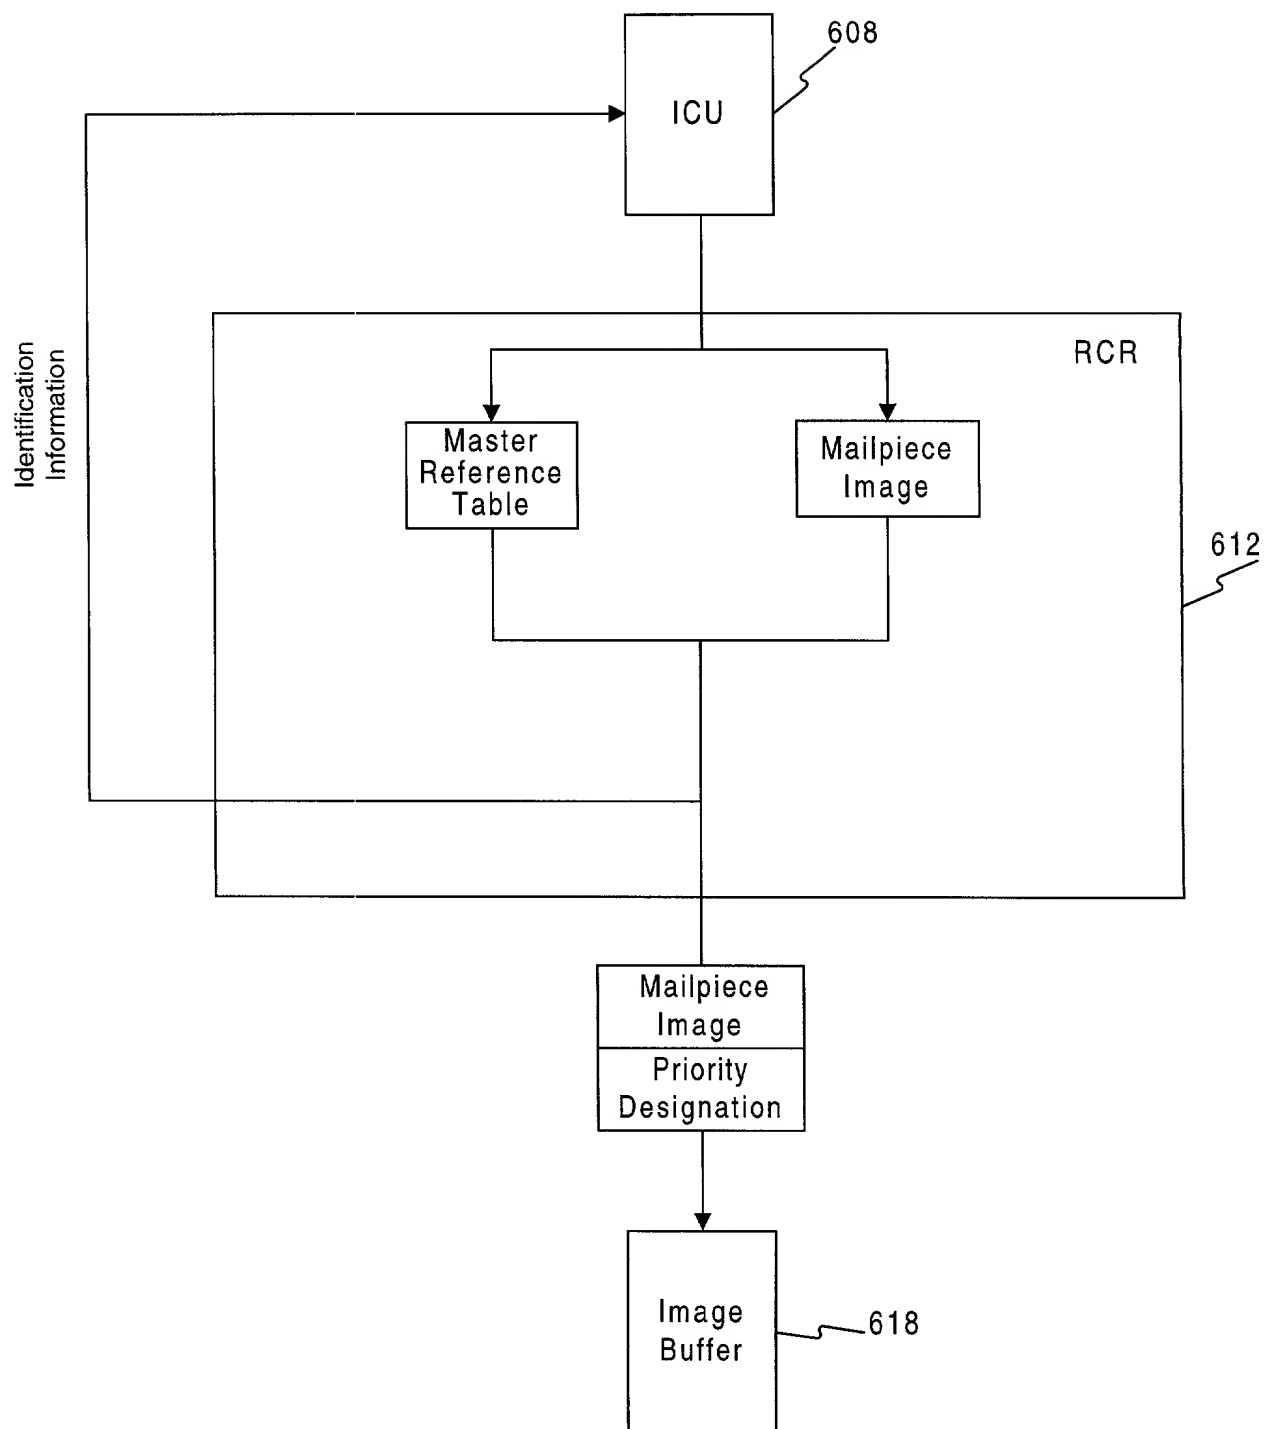 608
ICU
RCR
Identification
Information
Master
Reference
Table
Mailpiece
Image
612
Mailpiece
Image
Priority
Designation
Image
Buffer
618